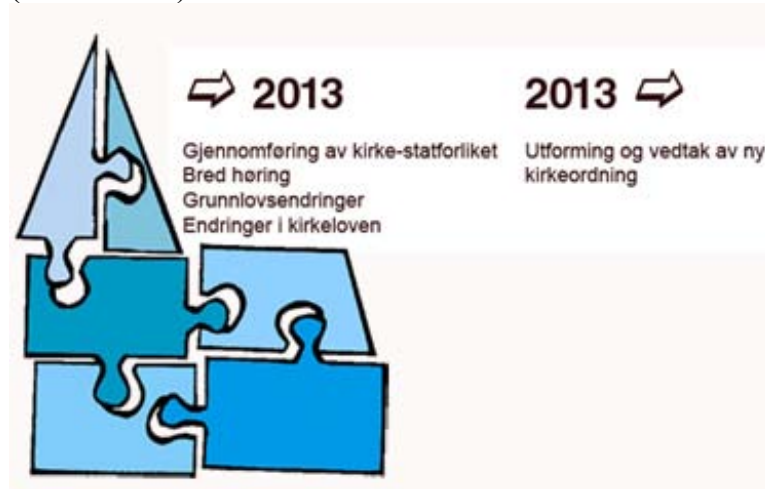 2013
Gjennomføring av kirke-statforliket
Bred høring
Grunnlovsendringer
Endringer i kirkeloven
2013
Utforming og vedtak av ny
kirkeordning